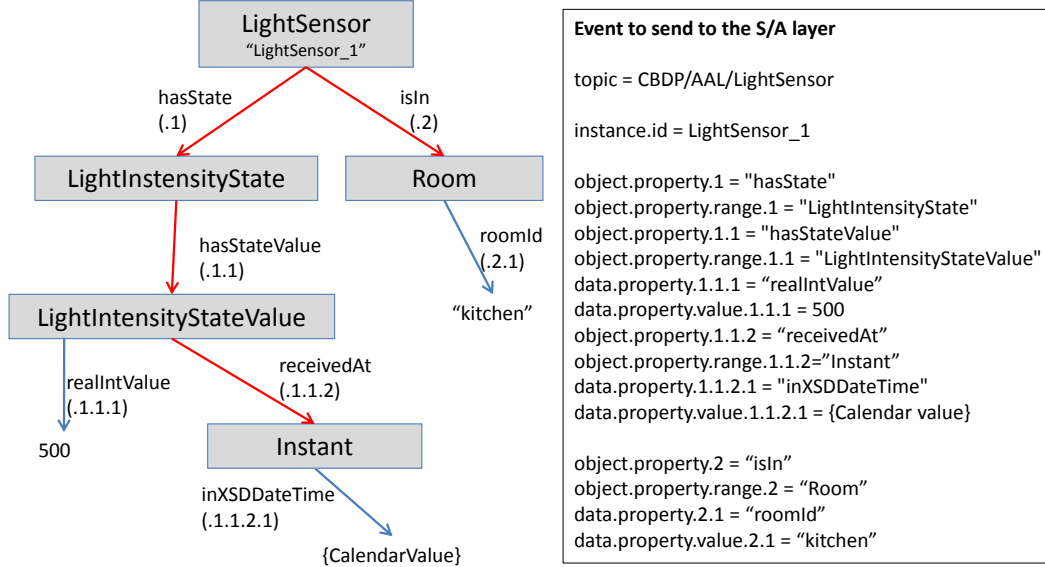 LightSensor
“LightSensor_1”
hasState
(.1)
isIn
(.2)
LightInstensityState
Room
hasStateValue
(.1.1)
roomId
(.2.1)
“kitchen”
LightIntensityStateValue
realIntValue
(.1.1.1)
receivedAt
(.1.1.2)
500
Instant
inXSDDateTime
(.1.1.2.1)
{CalendarValue}
Event to send to the S/A layer
topic = CBDP/AAL/LightSensor
instance.id = LightSensor_1
object.property.1 = "hasState"
object.property.range.1 = "LightIntensityState"
object.property.1.1 = "hasStateValue"
object.property.range.1.1 = "LightIntensityStateValue"
data.property.1.1.1 = “realIntValue”
data.property.value.1.1.1 = 500
object.property.1.1.2 = “receivedAt”
object.property.range.1.1.2=”Instant”
data.property.1.1.2.1 = "inXSDDateTime"
data.property.value.1.1.2.1 = {Calendar value}
object.property.2 = “isIn”
object.property.range.2 = “Room”
data.property.2.1 = “roomId”
data.property.value.2.1 = “kitchen”